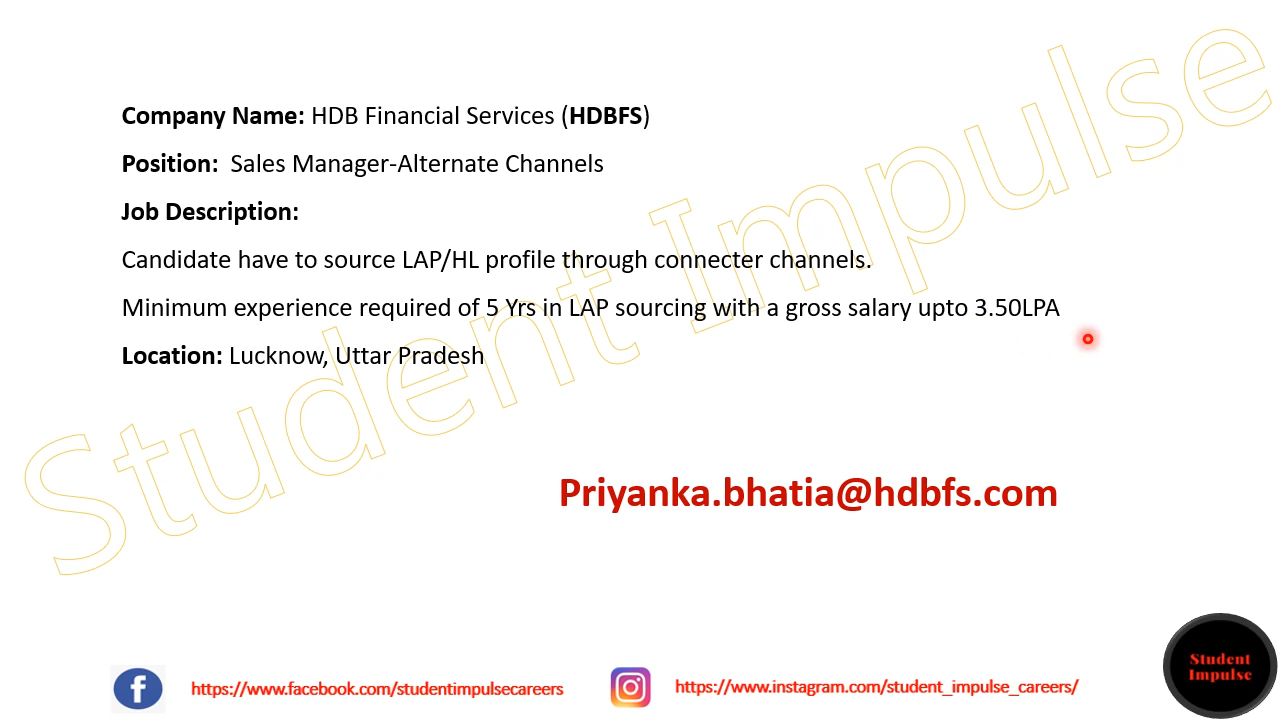 Company Name: HDB Financial Services (HDBFS)
Position: Sales Manager-Alternate Channels
Job Description:
Candidate have to source LAP/HL profile through connecter channels.
Minimum experience required of 5 Yrs in LAP sourcing with a gross salary upto 3.50LPA
Location: Lucknow, Uttar Pradesh
Student Impulse
Priyanka.bhatia@hdbfs.com
https://www.facebook.com/studentimpulsecareers
https://www.instagram.com/student_impulse_careers/
Student
Impulse